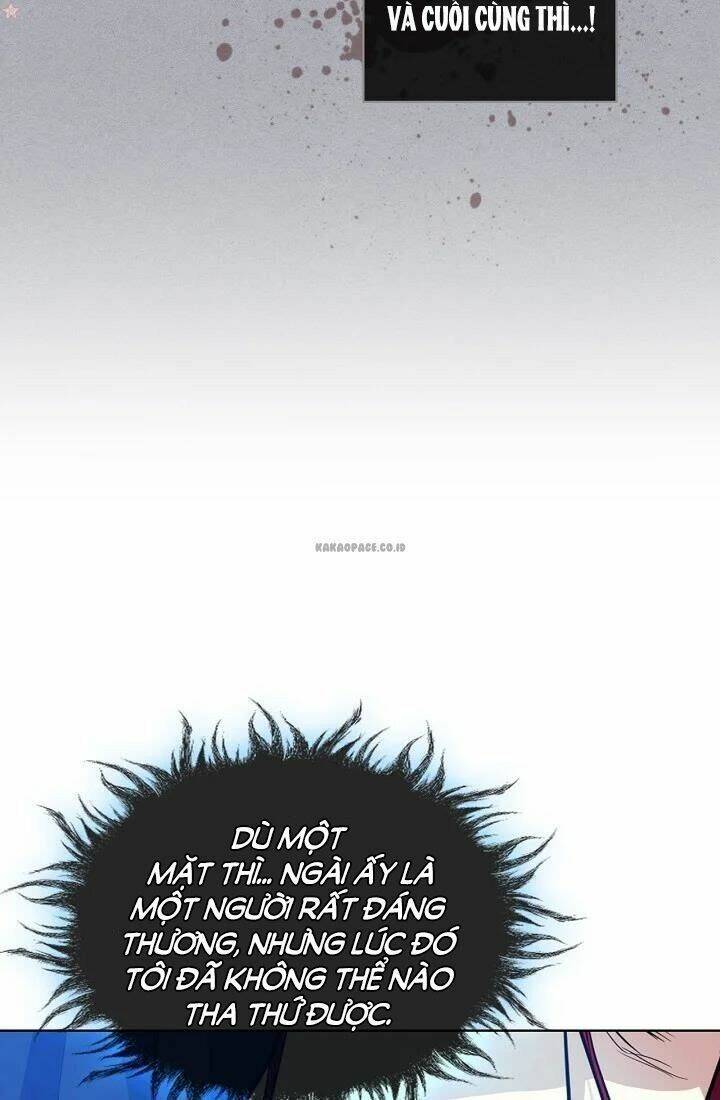 VÀ CUỐI CÙNG THÌ...!
KAKAOPAGE.CO.ID
DÙ MỘT
MẶT THÌ... NGÀI ẤY LÀ
MỘT NGƯỜI RẤT ĐÁNG
THƯƠNG, NHƯNG LÚC ĐÓ
TÔI ĐÃ KHÔNG THỂ NÀO
THA THỨ ĐƯỢC.